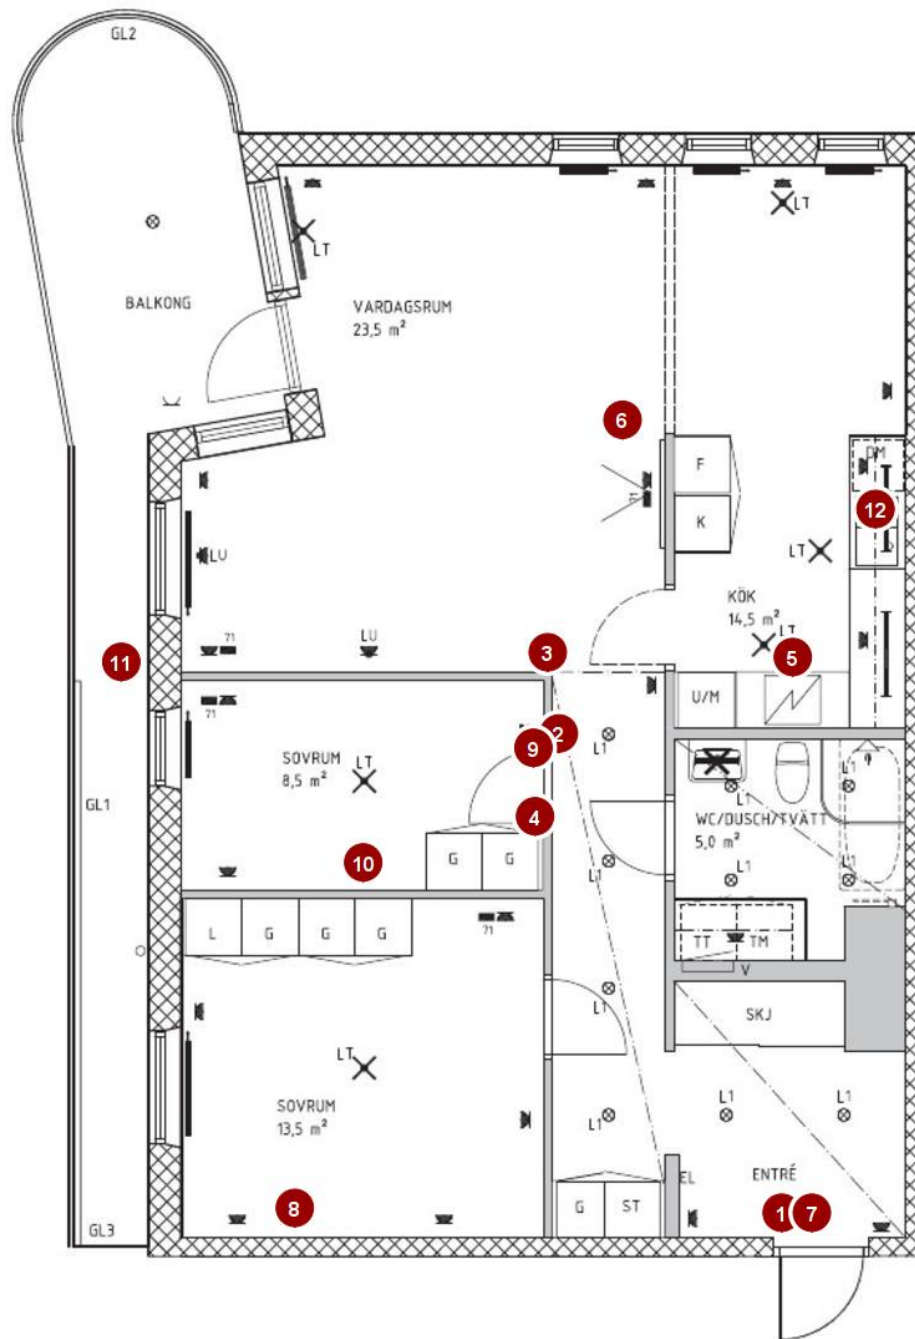 GL2
LT
LT
BALKONG
VARDAGSRUM
23,5 m²
6
F
DM
K
12
71
LU
LT
KÖK
14,5 m²
LT
71
LU
3
5
11
U/M
71
2
9
L1
SOVRUM
8,5 m²
LT
L1
L1
WC/DUSCH/TVÄTT
5,0 m²
GL1
4
10
G
G
L1
L1
L1
L
G
G
G
71
TT
TM
V
L1
SKJ
LT
SOVRUM
13,5 m²
L1
L1
L1
EL
ENTRÉ
8
G
ST
1
7
GL3